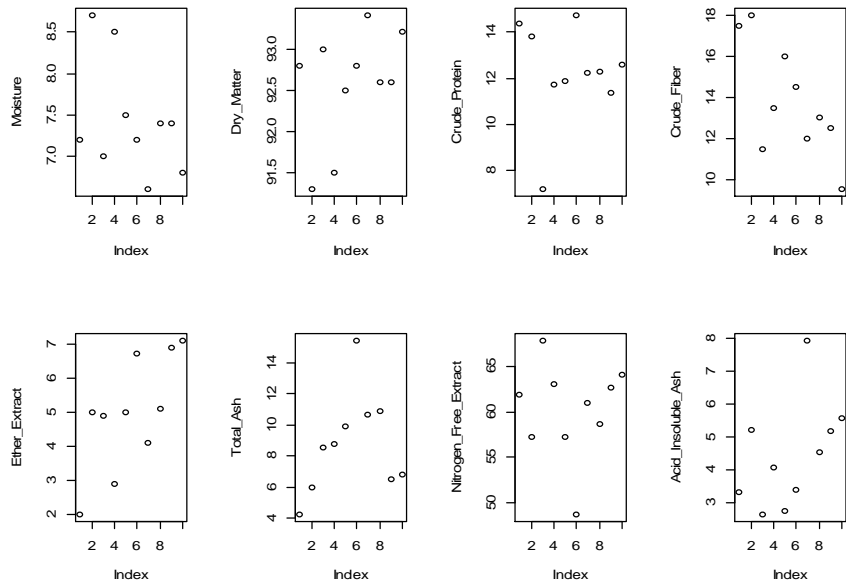 Moisture
7.0 7.5 8.0 8.5
2 4 6 8
Index
Dry_Matter
91.5 92.0 92.5 93.0
2 4 6 8
Index
Crude_Protein
8 10 12 14
2 4 6 8
Index
Crude_Fiber
10 12 14 16 18
2 4 6 8
Index
Ether_Extract
2 3 4 5 6 7
2 4 6 8
Index
Total_Ash
4 6 8 10 12 14
2 4 6 8
Index
Nitrogen_Free_Extract
50 55 60 65
2 4 6 8
Index
Acid_Insoluble_Ash
3 4 5 6 7 8
2 4 6 8
Index